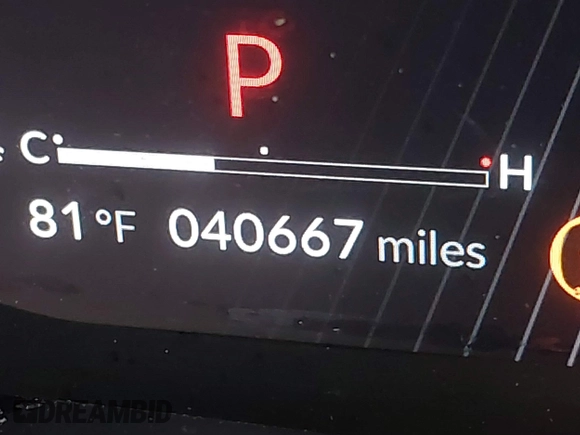 P
C H
81°F 040667 miles
DREAMBID